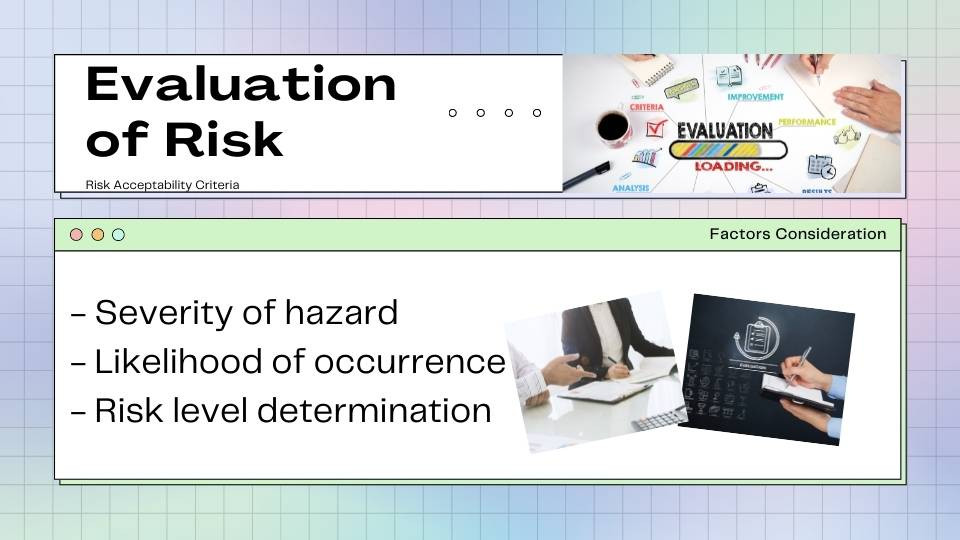 Evaluation
of Risk
Risk Acceptability Criteria
CRITERIA
IMPROVEMENT
PERFORMANCE
EVALUATION
LOADING...
ANALYSIS
RESULTS
Factors Consideration
– Severity of hazard
– Likelihood of occurrence
– Risk level determination